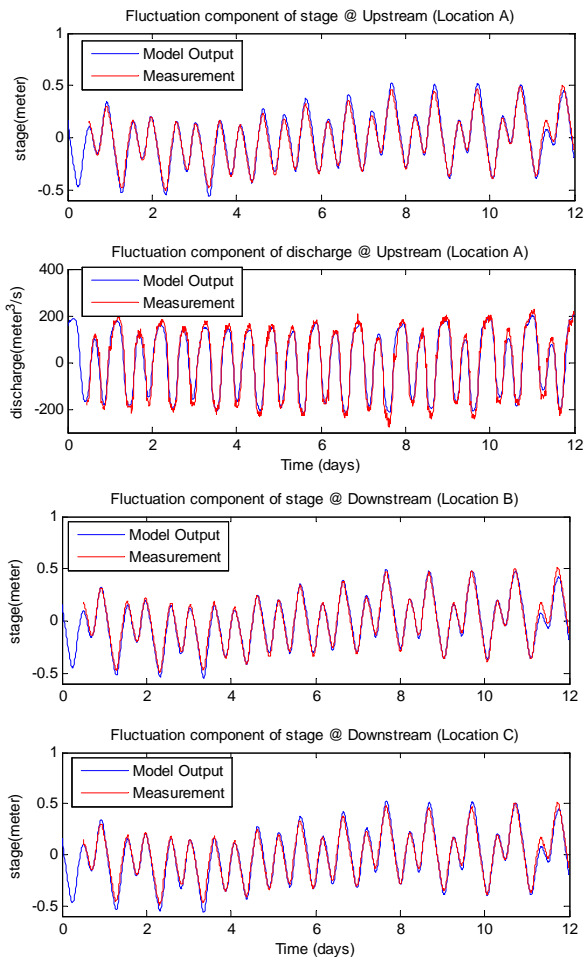 Fluctuation component of stage @ Upstream (Location A)
1
0.5
0
-0.5
stage(meter)
Model Output
Measurement
0 2 4 6 8 10 12
Fluctuation component of discharge @ Upstream (Location A)
400
200
0
-200
discharge(meter³/s)
Model Output
Measurement
0 2 4 6 8 10 12
Time (days)
Fluctuation component of stage @ Downstream (Location B)
1
0.5
0
-0.5
stage(meter)
Model Output
Measurement
0 2 4 6 8 10 12
Fluctuation component of stage @ Downstream (Location C)
1
0.5
0
-0.5
stage(meter)
Model Output
Measurement
0 2 4 6 8 10 12
Time (days)